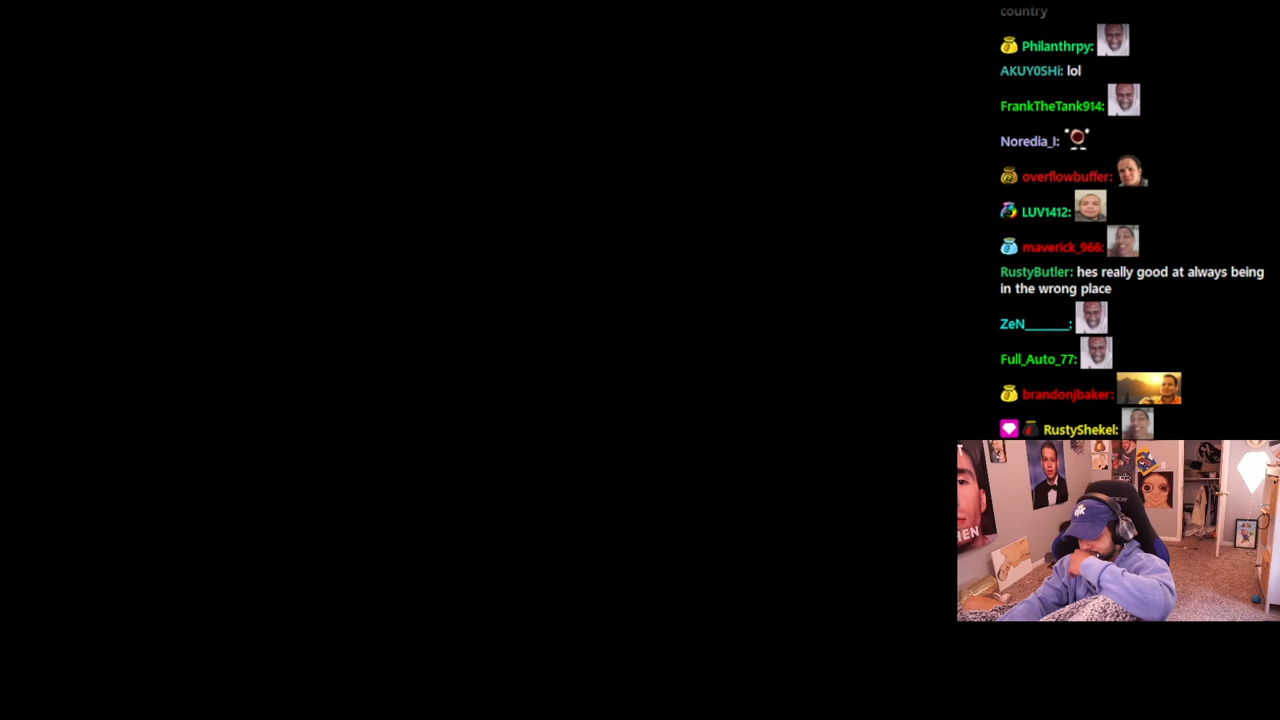 country
Philanthrpy:
AKUY0SHi: lol
FrankTheTank914:
Noredia_I:
overflowbuffer:
LUV1412:
maverick_966:
RustyButler: hes really good at always being
in the wrong place
ZeN_______:
Full_Auto_77:
brandonjbaker:
RustyShekel: